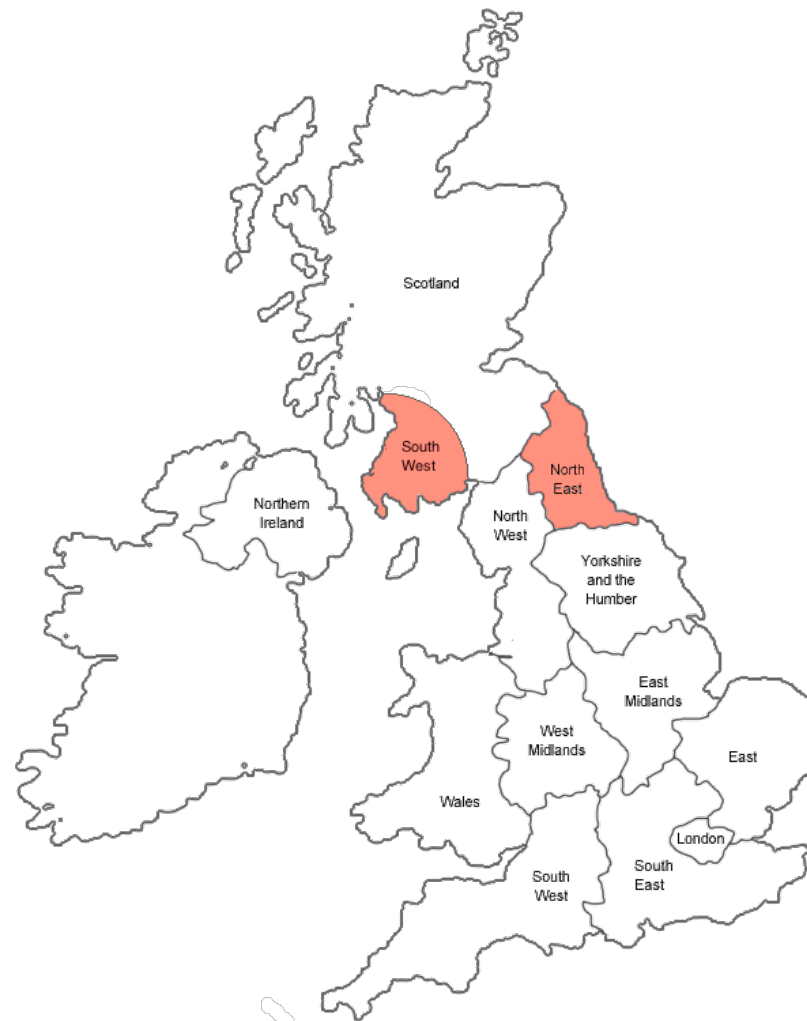 Scotland
South
West
North
East
Northern
Ireland
North
West
Yorkshire
and the
Humber
East
Midlands
West
Midlands
East
Wales
London
South
West
South
East